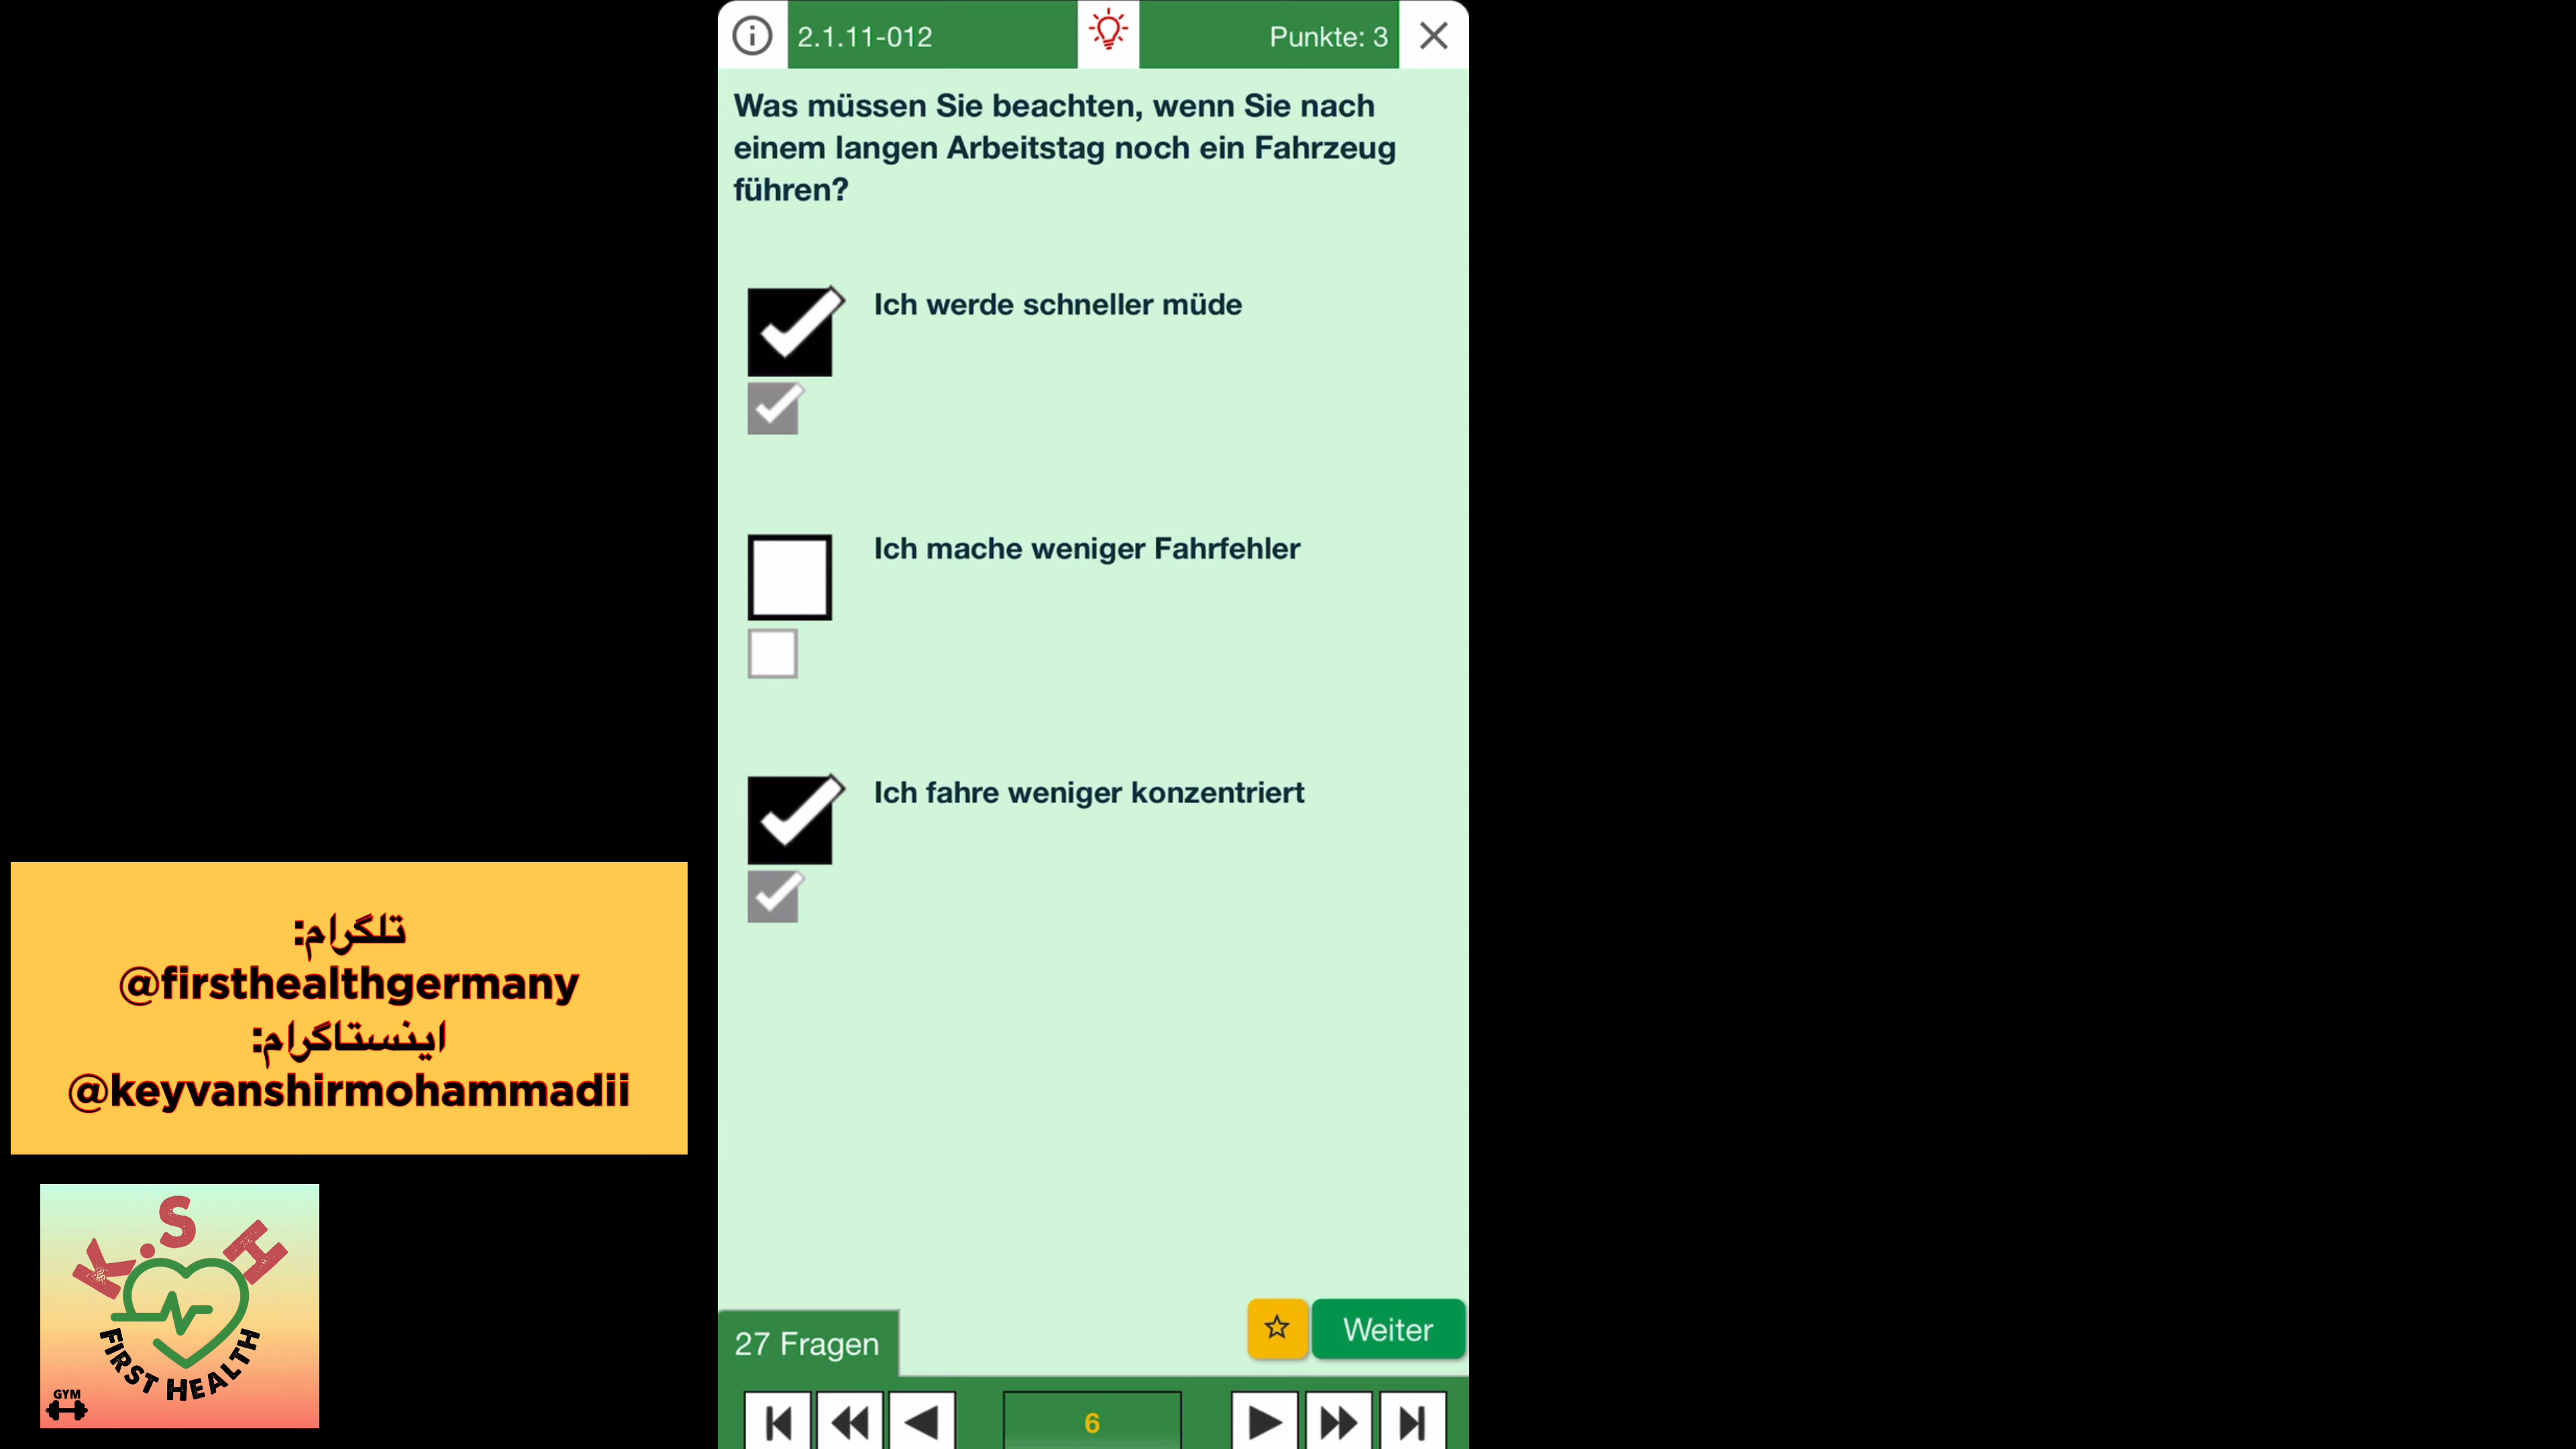 2.1.11-012
Punkte: 3
Was müssen Sie beachten, wenn Sie nach
einem langen Arbeitstag noch ein Fahrzeug
führen?
Ich werde schneller müde
Ich mache weniger Fahrfehler
Ich fahre weniger konzentriert
تلگرام:
@firsthealthgermany
اینستاگرام:
@keyvanshirmohammadii
K.SH
FIRST HEALTH
GYM
27 Fragen
Weiter
6